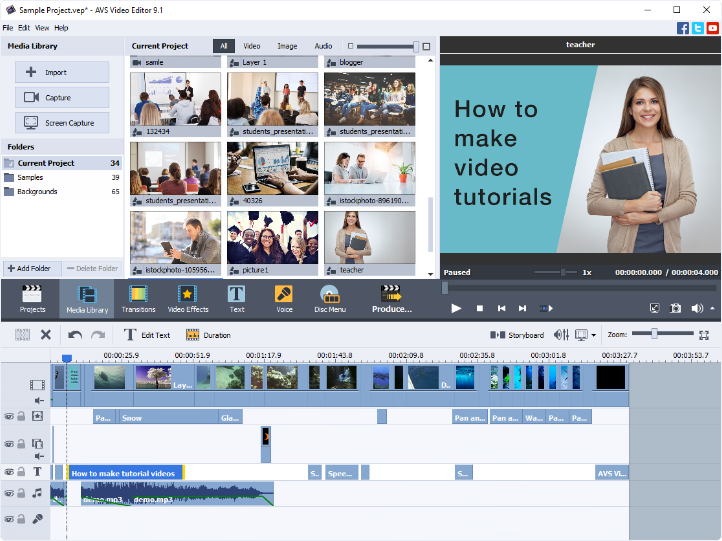 Sample Project.vep* - AVS Video Editor 9.1
File Edit View Help
Media Library
Import
Capture
Screen Capture
Folders
Current Project 34
Samples 39
Backgrounds 65
+ Add Folder
— Delete Folder
Current Project
All
Video
Image
Audio
samle
Layer 1
blogger
132434
students_presentati...
students_presentati...
students_presentati...
40326
istockphoto-896190...
istockphoto-105956...
picture1
teacher
teacher
How to
make
video
tutorials
Paused
1x
00:00:00.000 / 00:00:04.000
Projects
Media Library
Transitions
Video Effects
Text
Voice
Disc Menu
Produce...
Edit Text
Duration
Storyboard
Zoom:
00:00:25.9 00:00:51.9 00:01:17.9 00:01:43.8 00:02:09.8 00:02:35.8 00:03:01.8 00:03:27.7 00:03:53.7
Lay...
D...
Pa...
Snow
Gla...
Pan an...
Pan a...
Wa...
Pa...
Pa...
How to make tutorial videos
S...
Spee...
S...
AVS Vi...
demo.mp3
demo.mp3